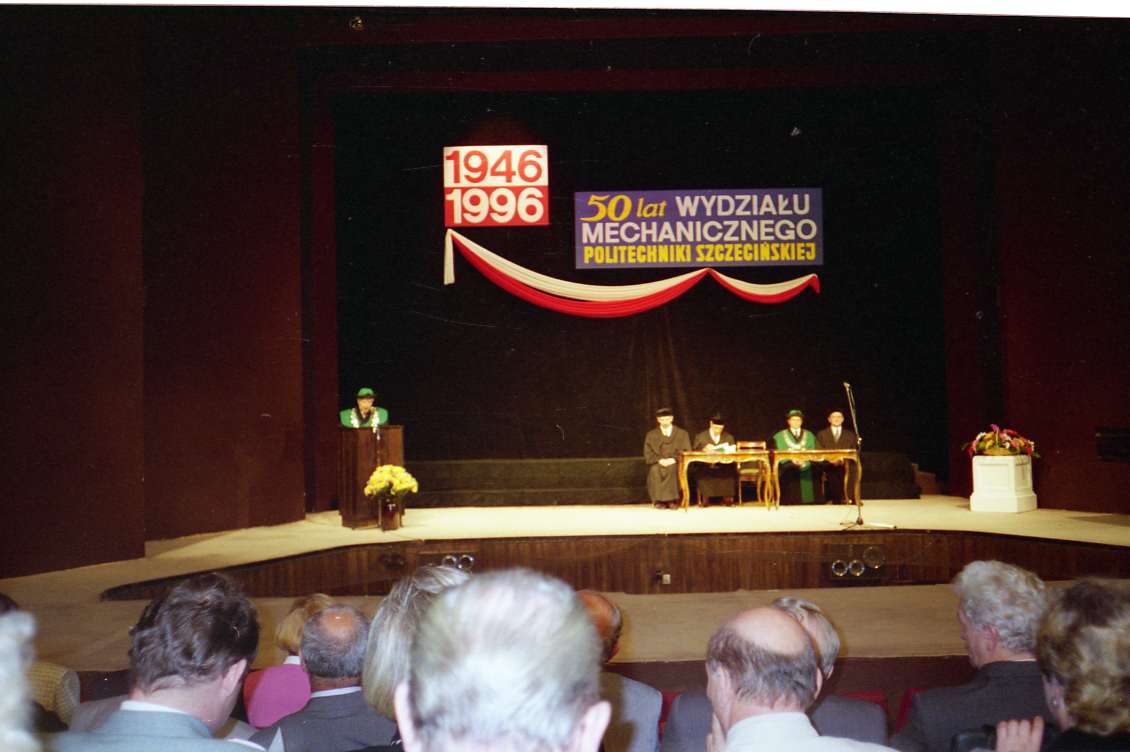 1946
1996
50 lat WYDZIAŁU
MECHANICZNEGO
POLITECHNIKI SZCZECIŃSKIEJ